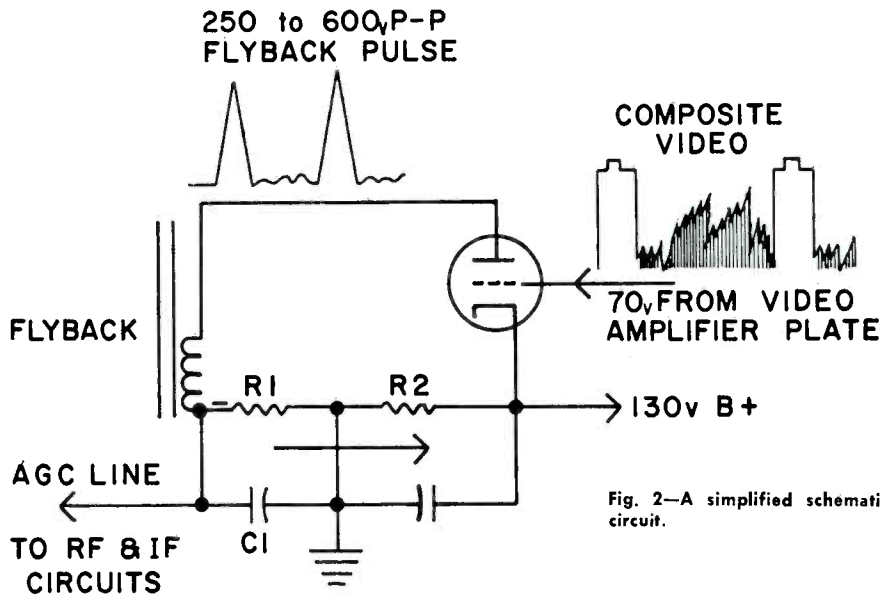 250 to 600vP-P
FLYBACK PULSE
COMPOSITE
VIDEO
70v FROM VIDEO
AMPLIFIER PLATE
FLYBACK
R1
R2
130v B+
AGC LINE
C1
TO RF & IF
CIRCUITS
Fig. 2—A simplified schemati
circuit.